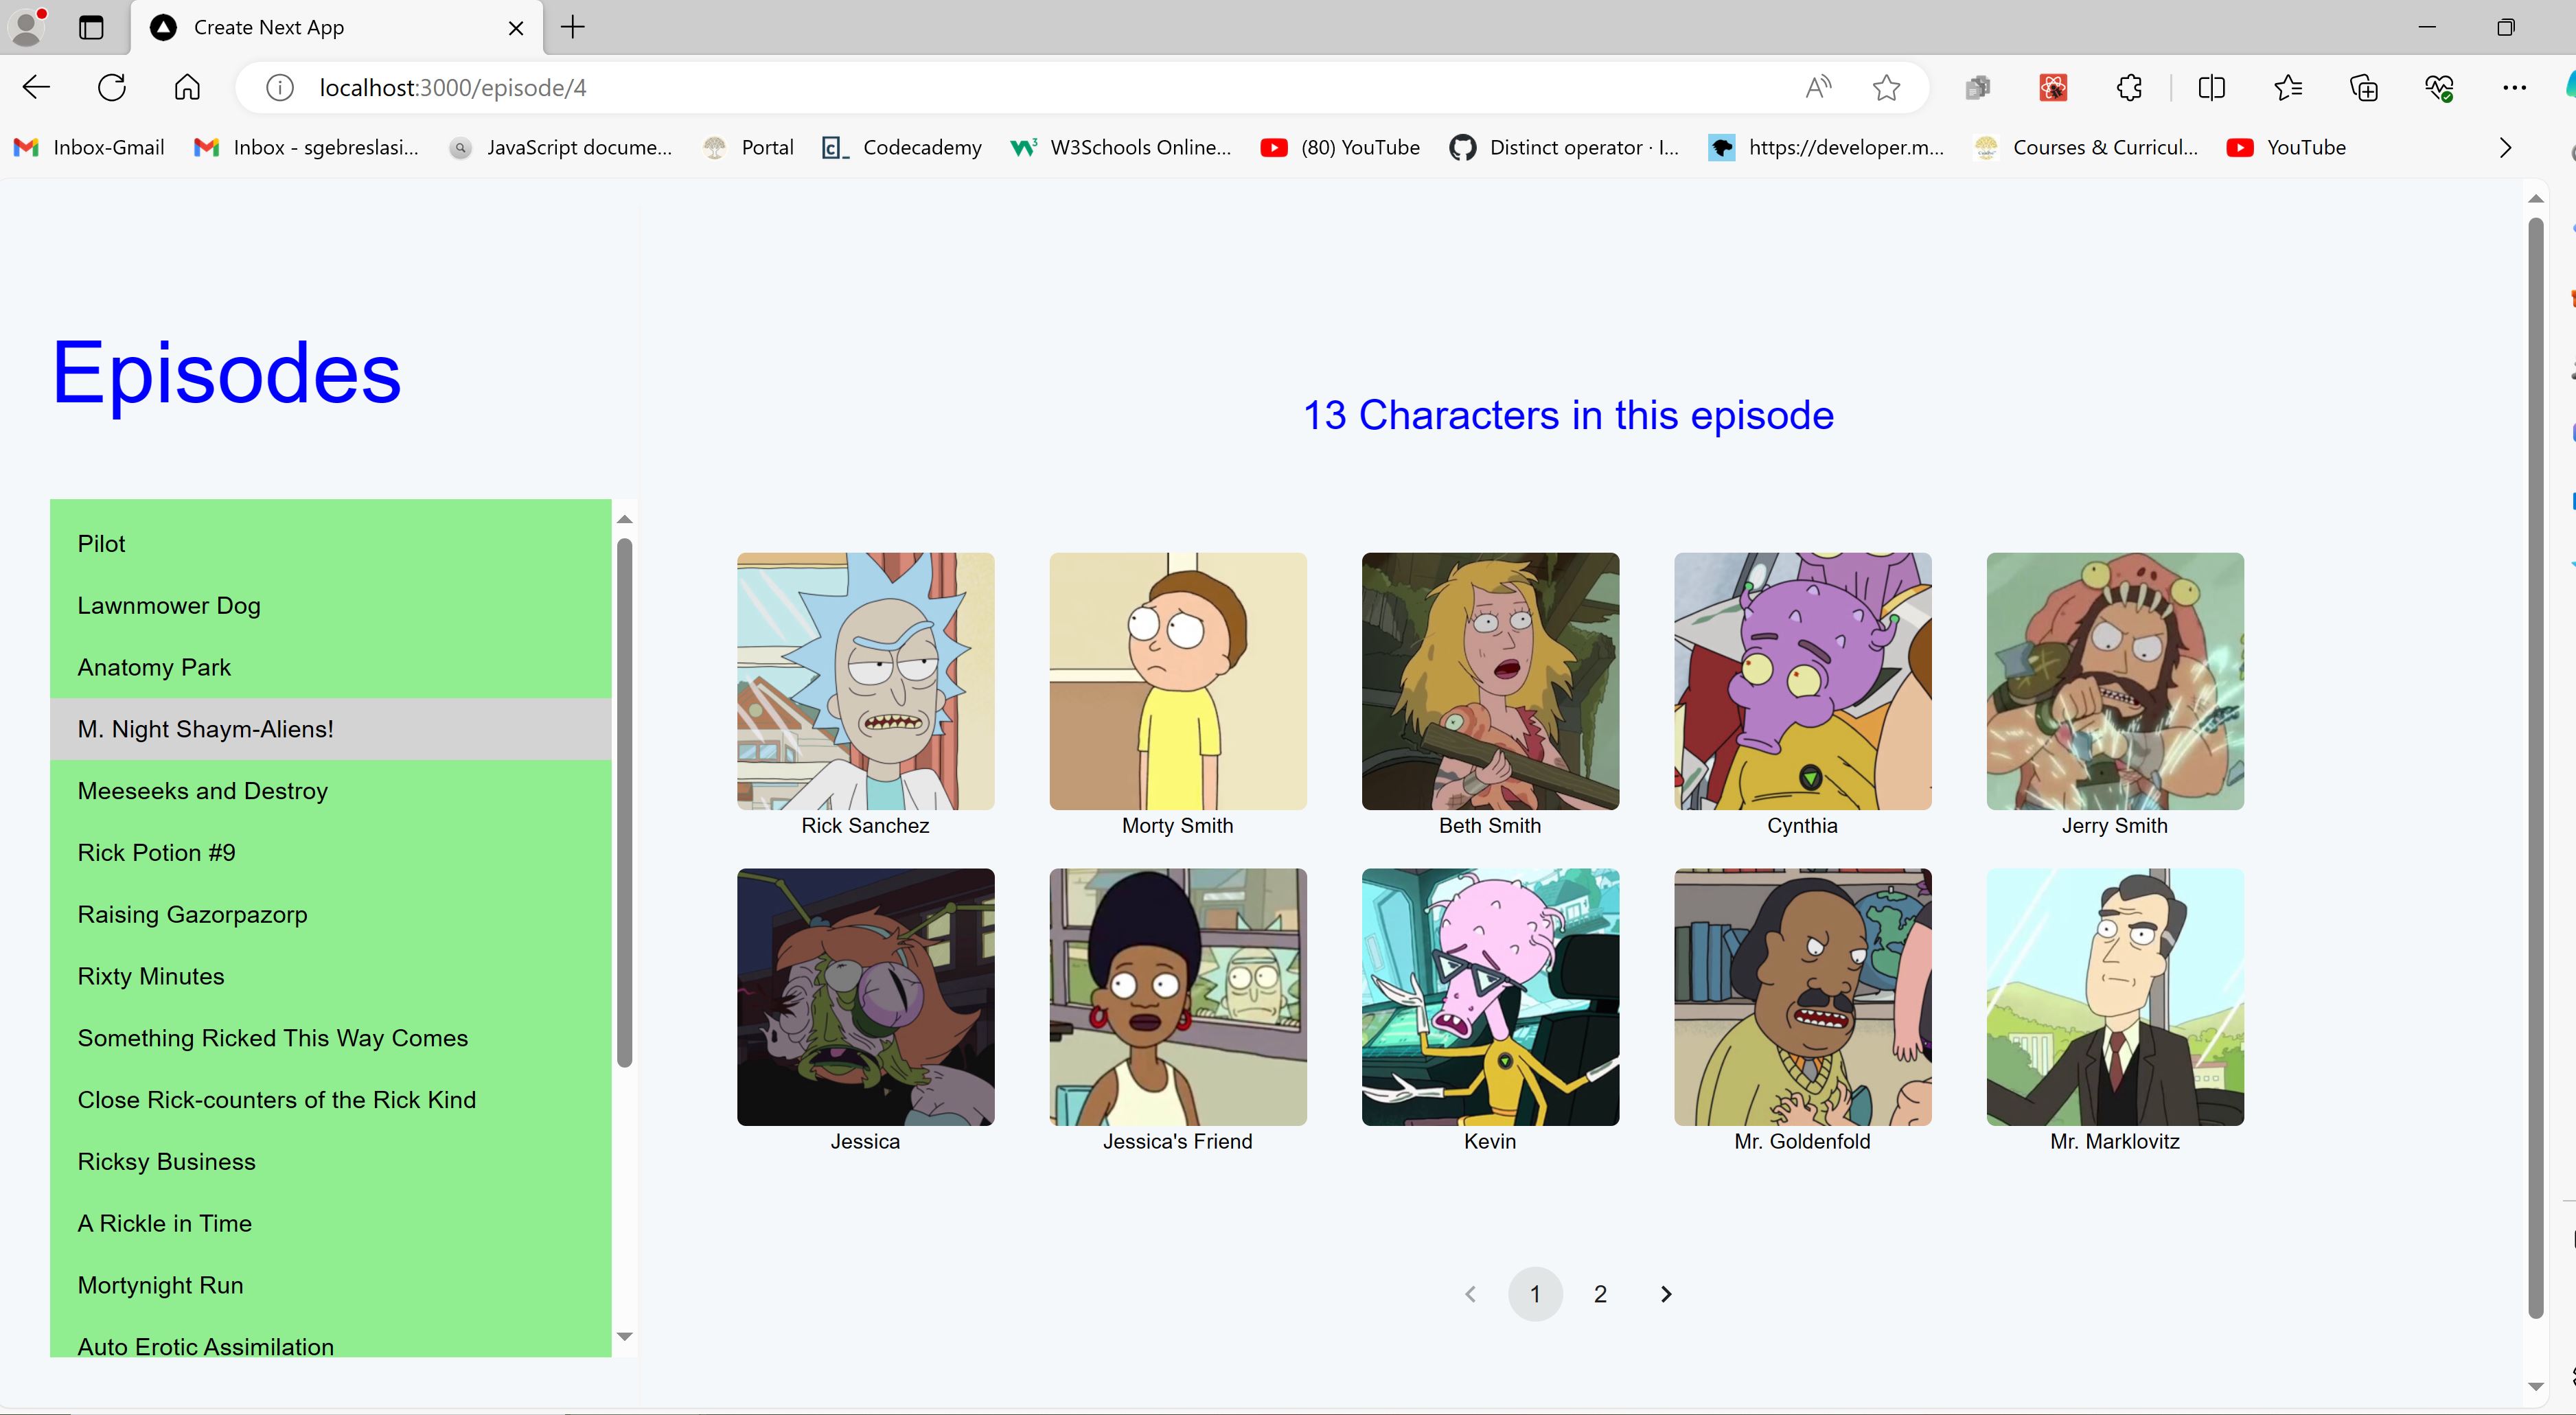 Create Next App
localhost:3000/episode/4
Inbox-Gmail
Inbox - sgebreslasi...
JavaScript docume...
Portal
Codecademy
W3Schools Online...
(80) YouTube
Distinct operator · I...
https://developer.m...
Courses & Curricul...
YouTube
Episodes
13 Characters in this episode
Pilot
Lawnmower Dog
Anatomy Park
M. Night Shaym-Aliens!
Meeseeks and Destroy
Rick Potion #9
Raising Gazorpazorp
Rixty Minutes
Something Ricked This Way Comes
Close Rick-counters of the Rick Kind
Ricksy Business
A Rickle in Time
Mortynight Run
Auto Erotic Assimilation
Rick Sanchez
Morty Smith
Beth Smith
Cynthia
Jerry Smith
Jessica
Jessica's Friend
Kevin
Mr. Goldenfold
Mr. Marklovitz
1
2